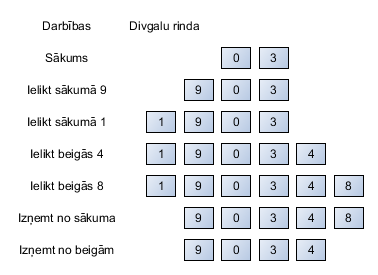 Darbības Divgalu rinda
Sākums 0 3
Ielikt sākumā 9 9 0 3
Ielikt sākumā 1 1 9 0 3
Ielikt beigās 4 1 9 0 3 4
Ielikt beigās 8 1 9 0 3 4 8
Izņemt no sākuma 9 0 3 4 8
Izņemt no beigām 9 0 3 4